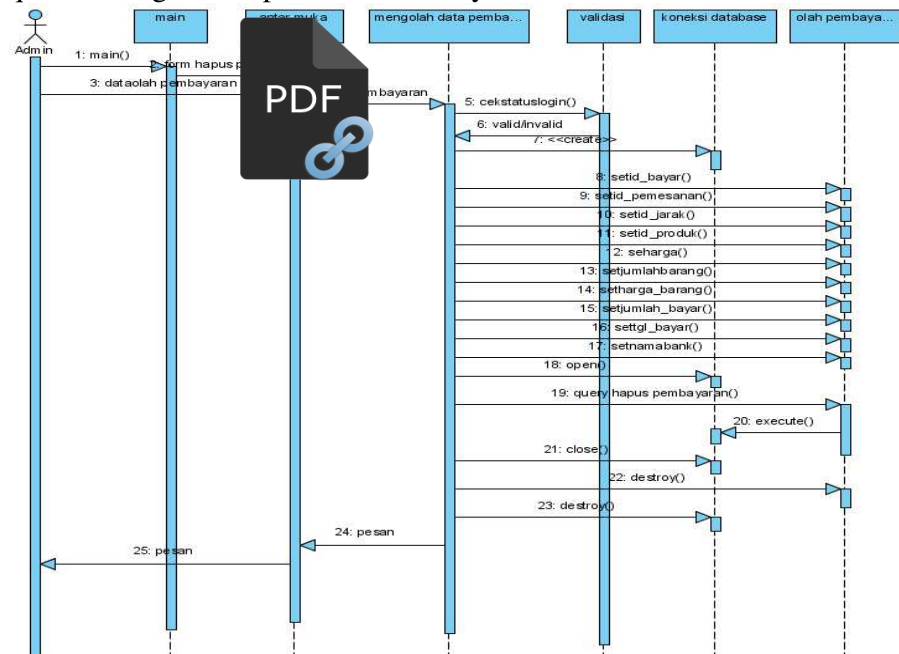 main
antar muka
mengolah data pemba...
validasi
koneksi database
olah pembaya...
Admin
1: main()
form hapus p
3: dataolah pembayaran
mbayaran
PDF
5: cekstatuslogin()
6: valid/invalid
7: <<create>>
8: setid_bayar()
9: setid_pemesanan()
10: setid_jarak()
11: setid_produk()
12: seharga()
13: setjumlahbarang()
14: setharga_barang()
15: setjumlah_bayar()
16: settgl_bayar()
17: setnamabank()
18: open()
19: query hapus pembayaran()
20: execute()
21: close()
22: destroy()
23: destroy()
24: pesan
25: pesan